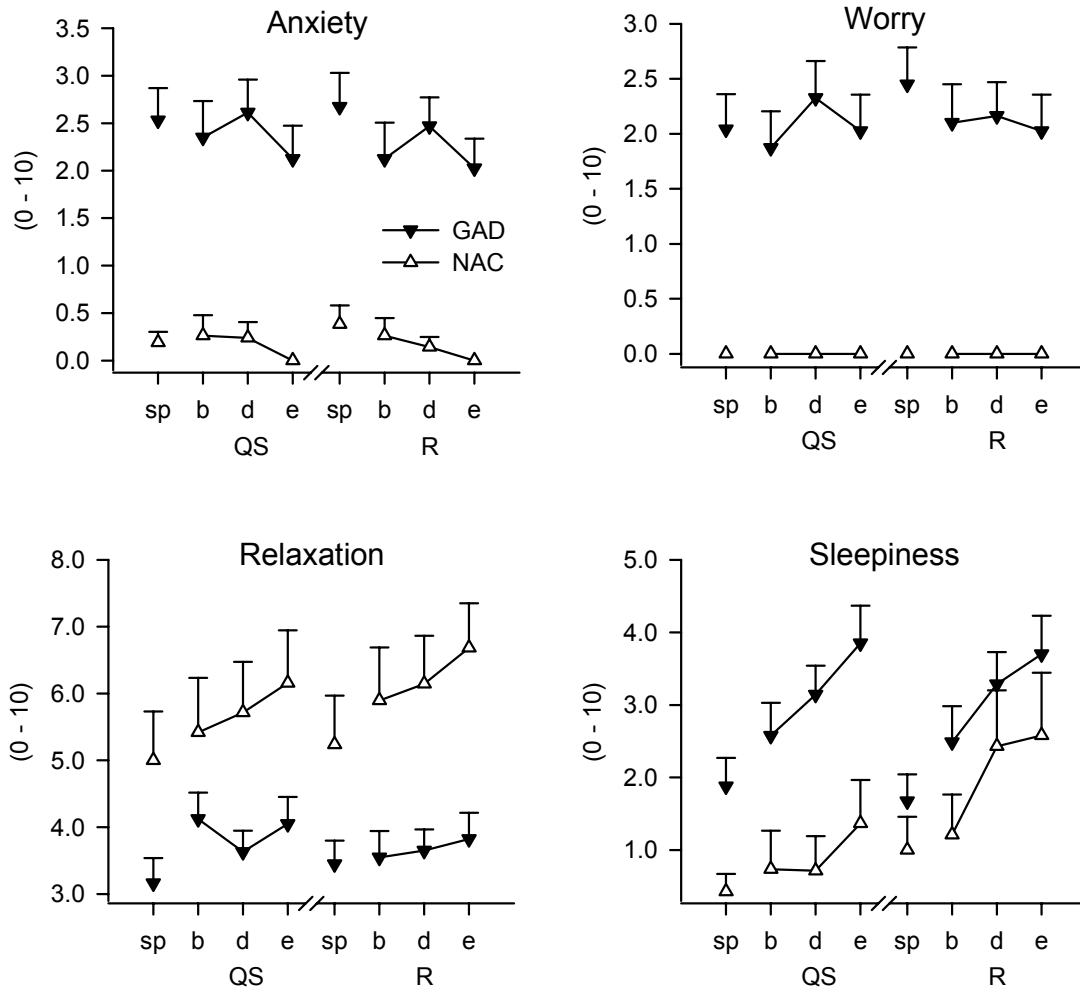 Anxiety
3.5
3.0
2.5
2.0
1.5
1.0
0.5
0.0
(0 - 10)
GAD
NAC
sp b d e sp b d e
QS R
Worry
3.0
2.5
2.0
1.5
1.0
0.5
0.0
(0 - 10)
sp b d e sp b d e
QS R
Relaxation
8.0
7.0
6.0
5.0
4.0
3.0
(0 - 10)
sp b d e sp b d e
QS R
Sleepiness
5.0
4.0
3.0
2.0
1.0
(0 - 10)
sp b d e sp b d e
QS R